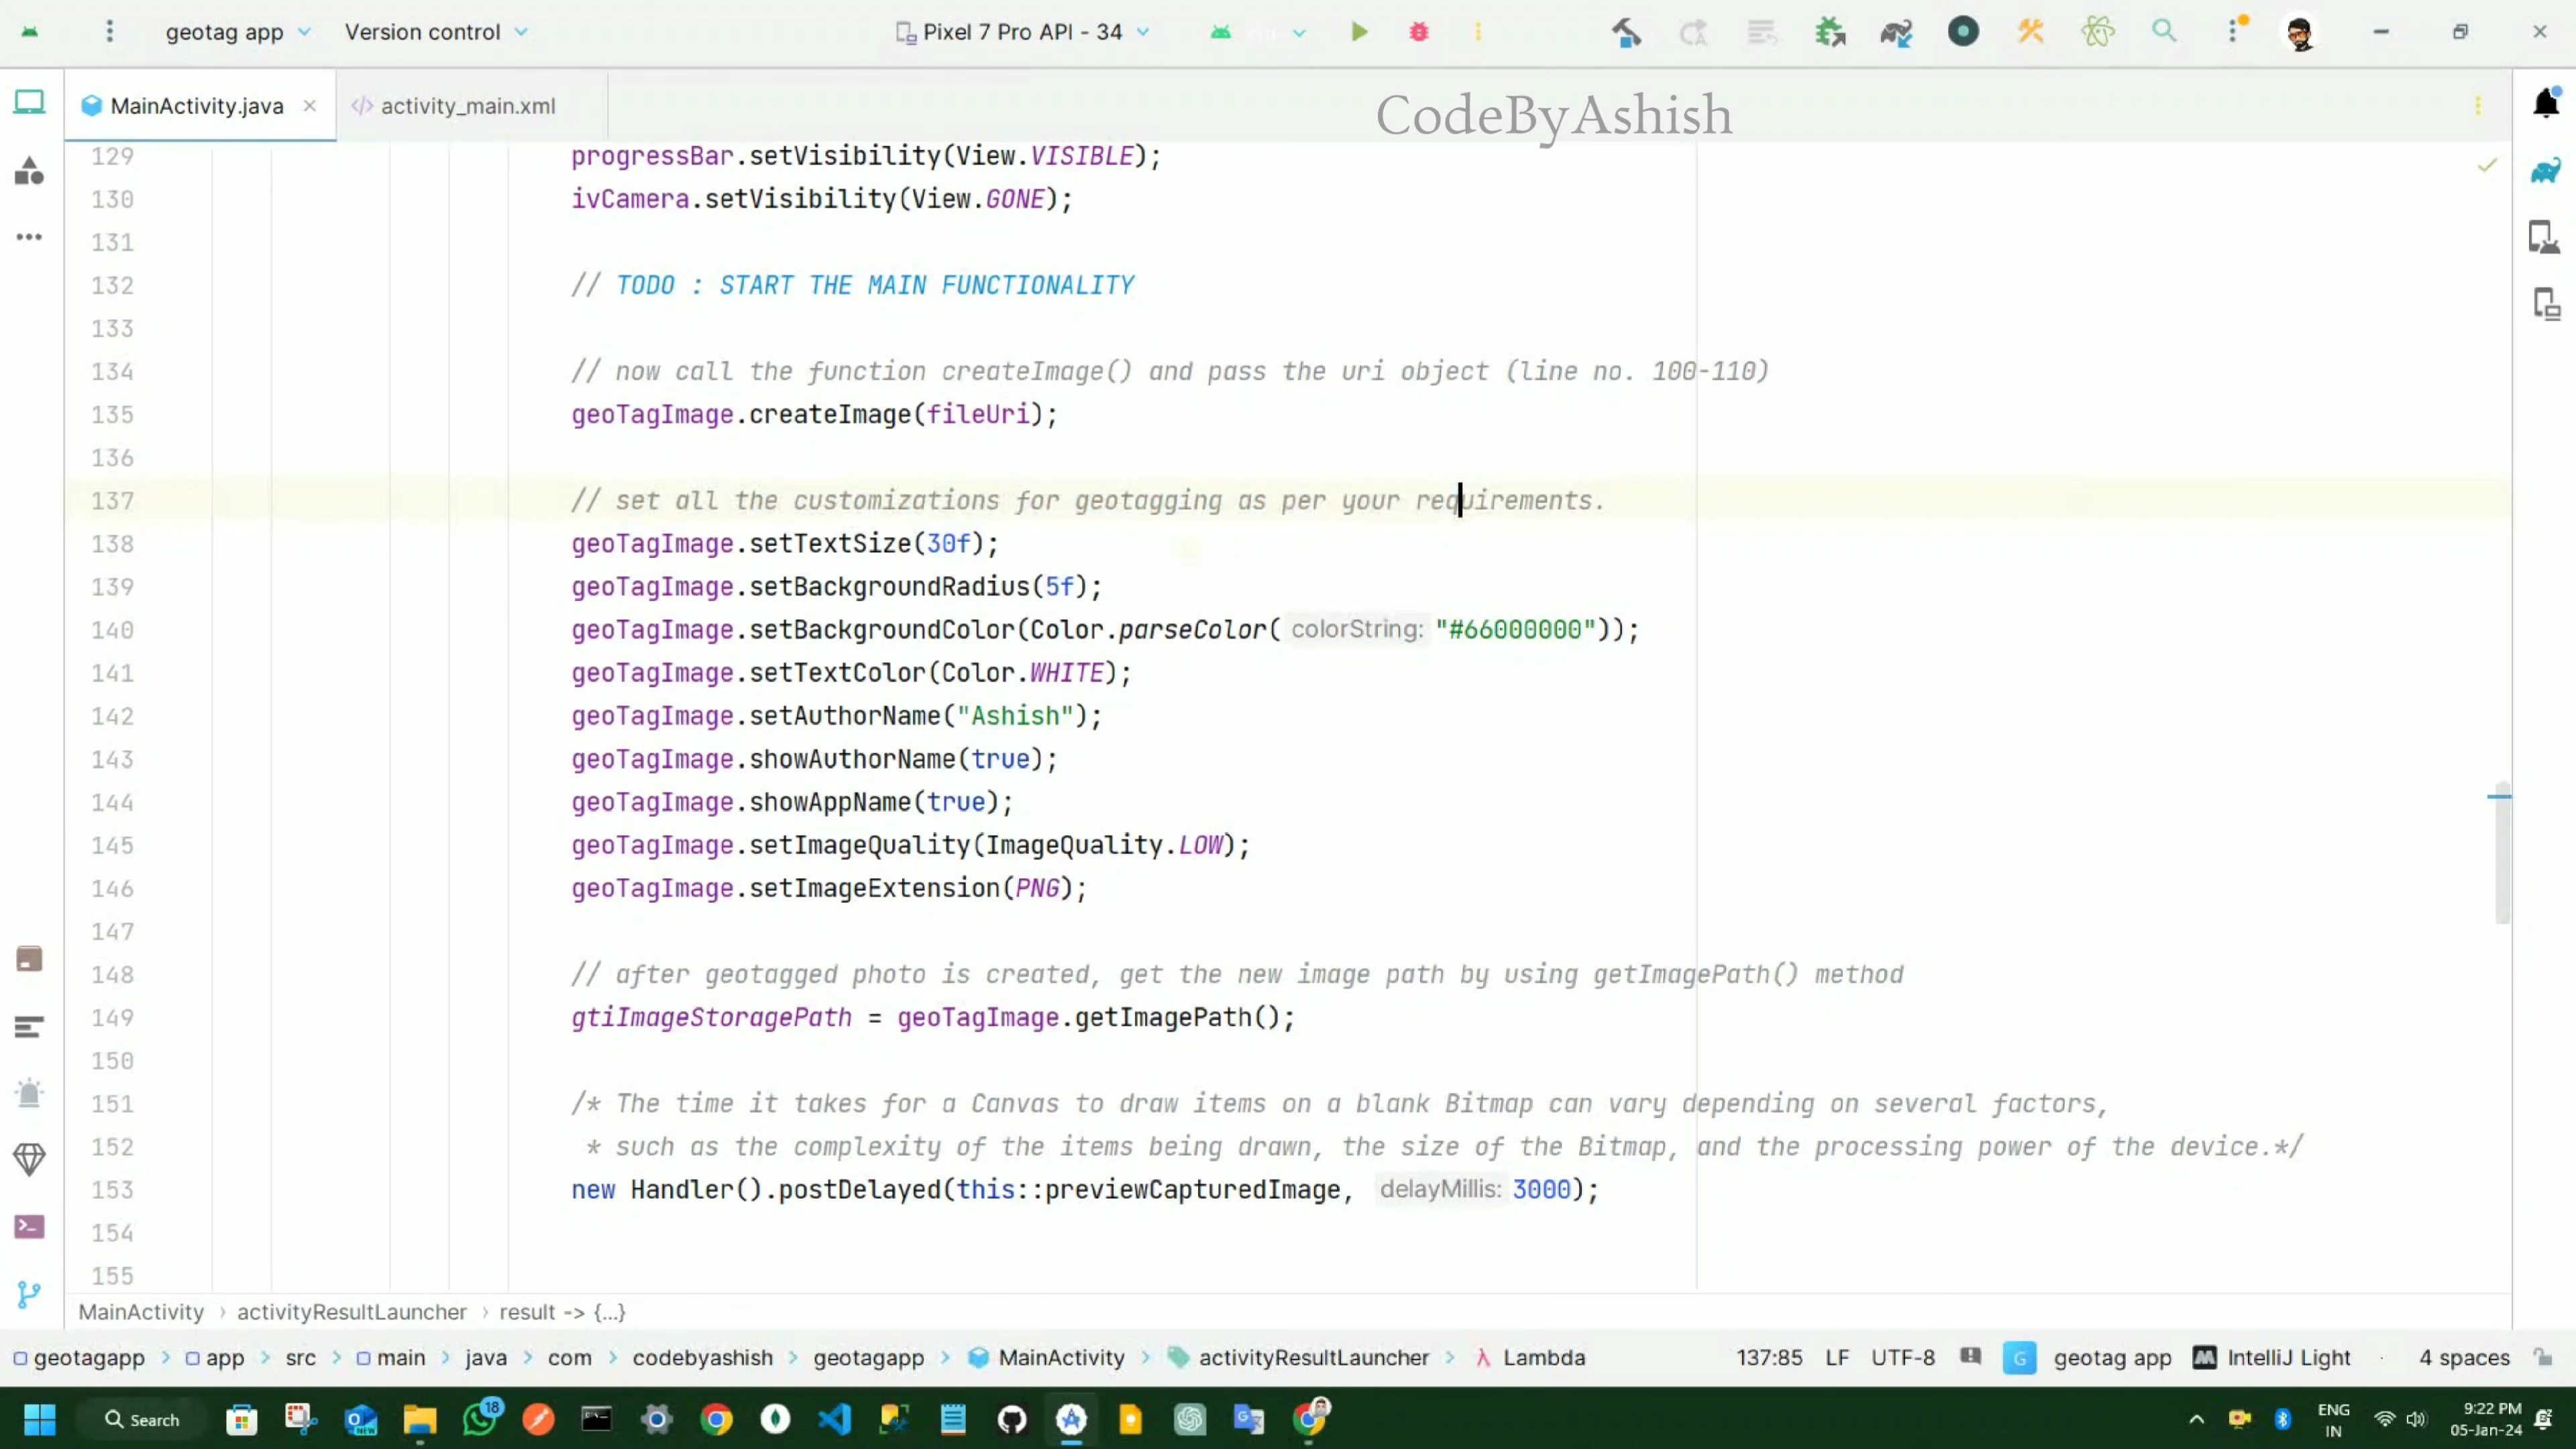 geotag app
Version control
Pixel 7 Pro API - 34
MainActivity.java
activity_main.xml
CodeByAshish
129 progressBar.setVisibility(View.VISIBLE);
130 ivCamera.setVisibility(View.GONE);
131
132 // TODO : START THE MAIN FUNCTIONALITY
133
134 // now call the function createImage() and pass the uri object (line no. 100-110)
135 geoTagImage.createImage(fileUri);
136
137 // set all the customizations for geotagging as per your requirements.
138 geoTagImage.setTextSize(30f);
139 geoTagImage.setBackgroundRadius(5f);
140 geoTagImage.setBackgroundColor(Color.parseColor( colorString: "#66000000"));
141 geoTagImage.setTextColor(Color.WHITE);
142 geoTagImage.setAuthorName("Ashish");
143 geoTagImage.showAuthorName(true);
144 geoTagImage.showAppName(true);
145 geoTagImage.setImageQuality(ImageQuality.LOW);
146 geoTagImage.setImageExtension(PNG);
147
148 // after geotagged photo is created, get the new image path by using getImagePath() method
149 gtiImageStoragePath = geoTagImage.getImagePath();
150
151 /* The time it takes for a Canvas to draw items on a blank Bitmap can vary depending on several factors,
152 * such as the complexity of the items being drawn, the size of the Bitmap, and the processing power of the device.*/
153 new Handler().postDelayed(this::previewCapturedImage, delayMillis: 3000);
154
155
MainActivity › activityResultLauncher › result -> {...}
geotagapp › app › src › main › java › com › codebyashish › geotagapp › MainActivity › activityResultLauncher › λ Lambda
137:85 LF UTF-8 G geotag app IntelliJ Light 4 spaces
Search
NEW
18
ENG
IN
9:22 PM
05-Jan-24